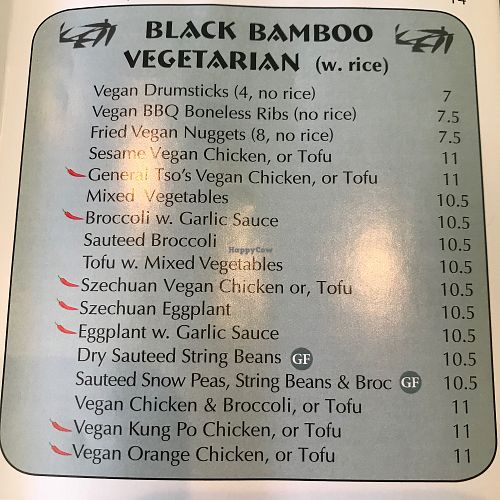 14
BLACK BAMBOO
VEGETARIAN (w. rice)
Vegan Drumsticks (4, no rice) 7
Vegan BBQ Boneless Ribs (no rice) 7.5
Fried Vegan Nuggets (8, no rice) 7.5
Sesame Vegan Chicken, or Tofu 11
General Tso's Vegan Chicken, or Tofu 11
Mixed Vegetables 10.5
Broccoli w. Garlic Sauce 10.5
Sauteed Broccoli 10.5
HappyCow
Tofu w. Mixed Vegetables 10.5
Szechuan Vegan Chicken or, Tofu 10.5
Szechuan Eggplant 10.5
Eggplant w. Garlic Sauce 10.5
Dry Sauteed String Beans GF 10.5
Sauteed Snow Peas, String Beans & Broc GF 10.5
Vegan Chicken & Broccoli, or Tofu 11
Vegan Kung Po Chicken, or Tofu 11
Vegan Orange Chicken, or Tofu 11